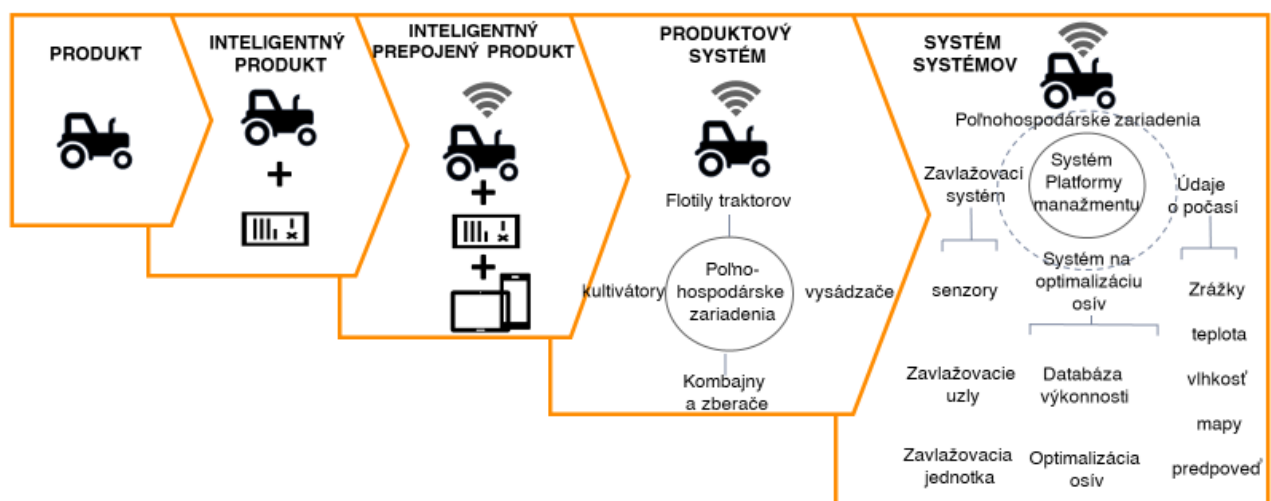 PRODUKT
INTELIGENTNÝ
PRODUKT
INTELIGENTNÝ
PREPOJENÝ PRODUKT
PRODUKTOVÝ
SYSTÉM
Flotily traktorov
kultivátory
Poľno-
hospodárske
zariadenia
vysádzače
Kombajny
a zberače
SYSTÉM
SYSTÉMOV
Poľnohospodárske zariadenia
Systém
Platformy
manažmentu
Zavlažovací
systém
senzory
Zavlažovacie
uzly
Zavlažovacia
jednotka
Systém na
optimalizáciu
osív
Databáza
výkonnosti
Optimalizácia
osív
Údaje
o počasí
Zrážky
teplota
vlhkosť
mapy
predpoveď